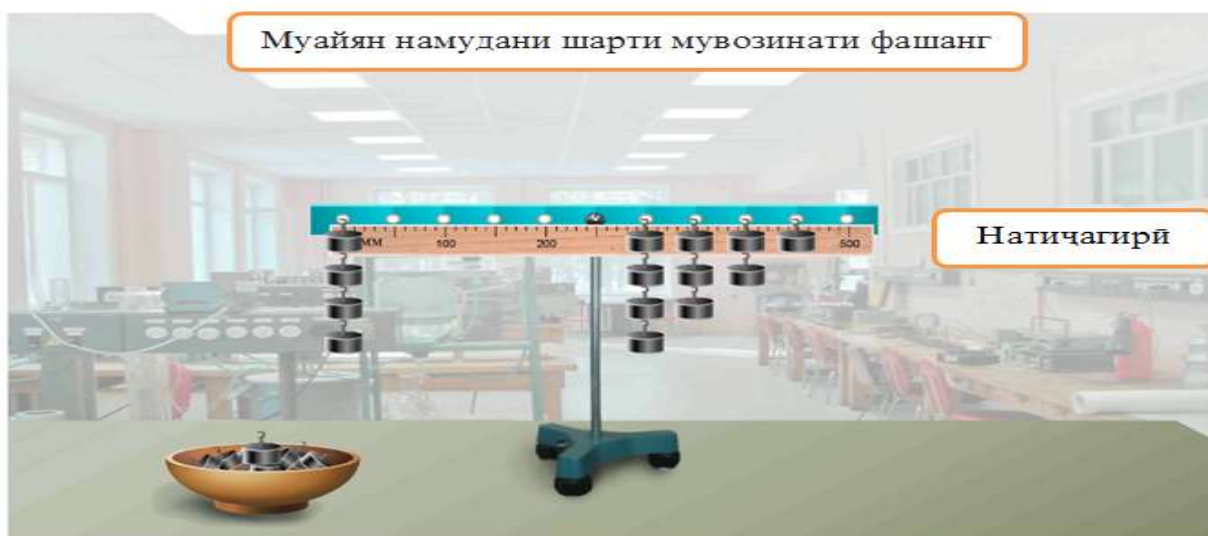 Муайян намудани шарти мувозинати фашанг
Натиҷагирӣ
мм 100 200 500